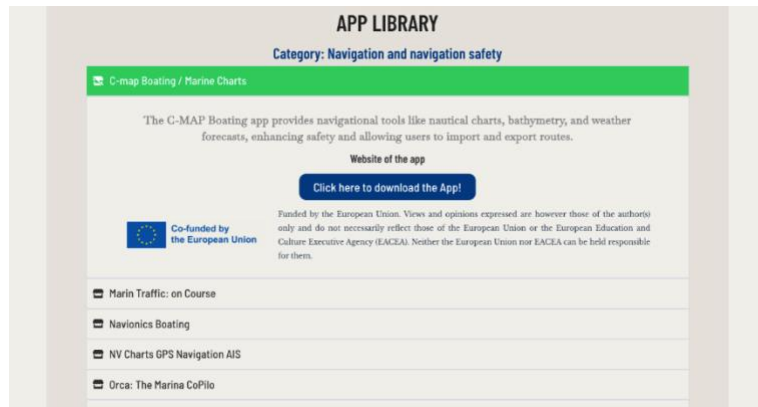 APP LIBRARY
Category: Navigation and navigation safety
C-map Boating / Marine Charts
The C-MAP Boating app provides navigational tools like nautical charts, bathymetry, and weather
forecasts, enhancing safety and allowing users to import and export routes.
Website of the app
Click here to download the App!
Co-funded by
the European Union
Funded by the European Union. Views and opinions expressed are however those of the author(s)
only and do not necessarily reflect those of the European Union or the European Education and
Culture Executive Agency (EACEA). Neither the European Union nor EACEA can be held responsible
for them.
Marin Traffic: on Course
Navionics Boating
NV Charts GPS Navigation AIS
Orca: The Marina CoPilo